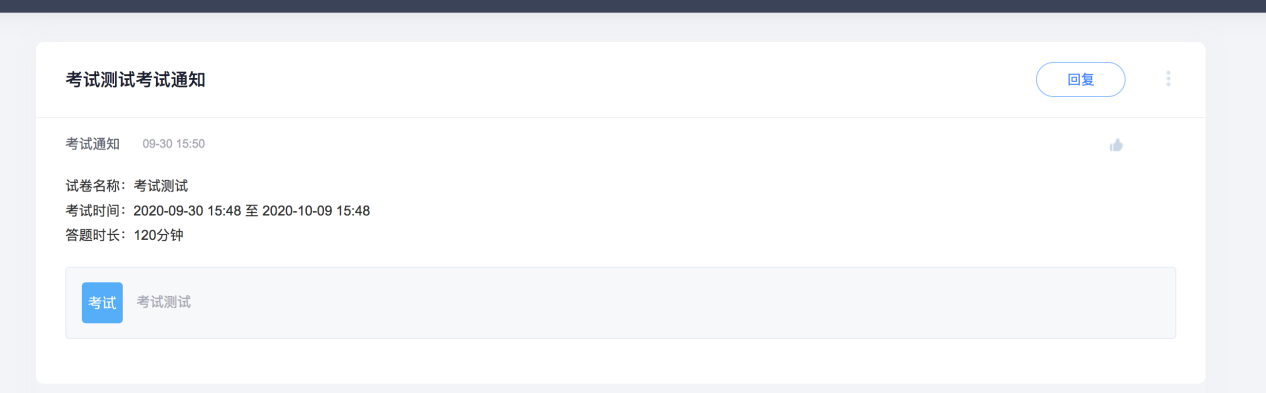 考试测试考试通知
回复
考试通知 09-30 15:50
试卷名称：考试测试
考试时间：2020-09-30 15:48 至 2020-10-09 15:48
答题时长：120分钟
考试 考试测试